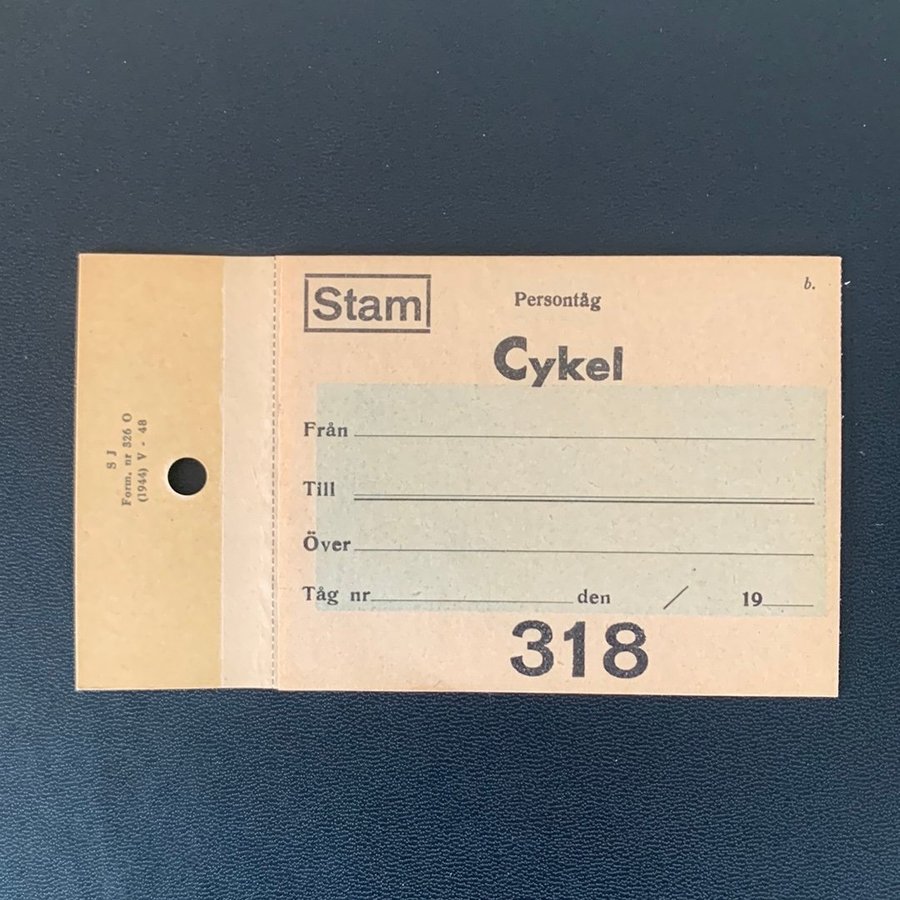 S J
Form. nr 326 O
(1944) V - 48
Stam
Persontåg
b.
Cykel
Från
Till
Över
Tåg nr den / 19
318